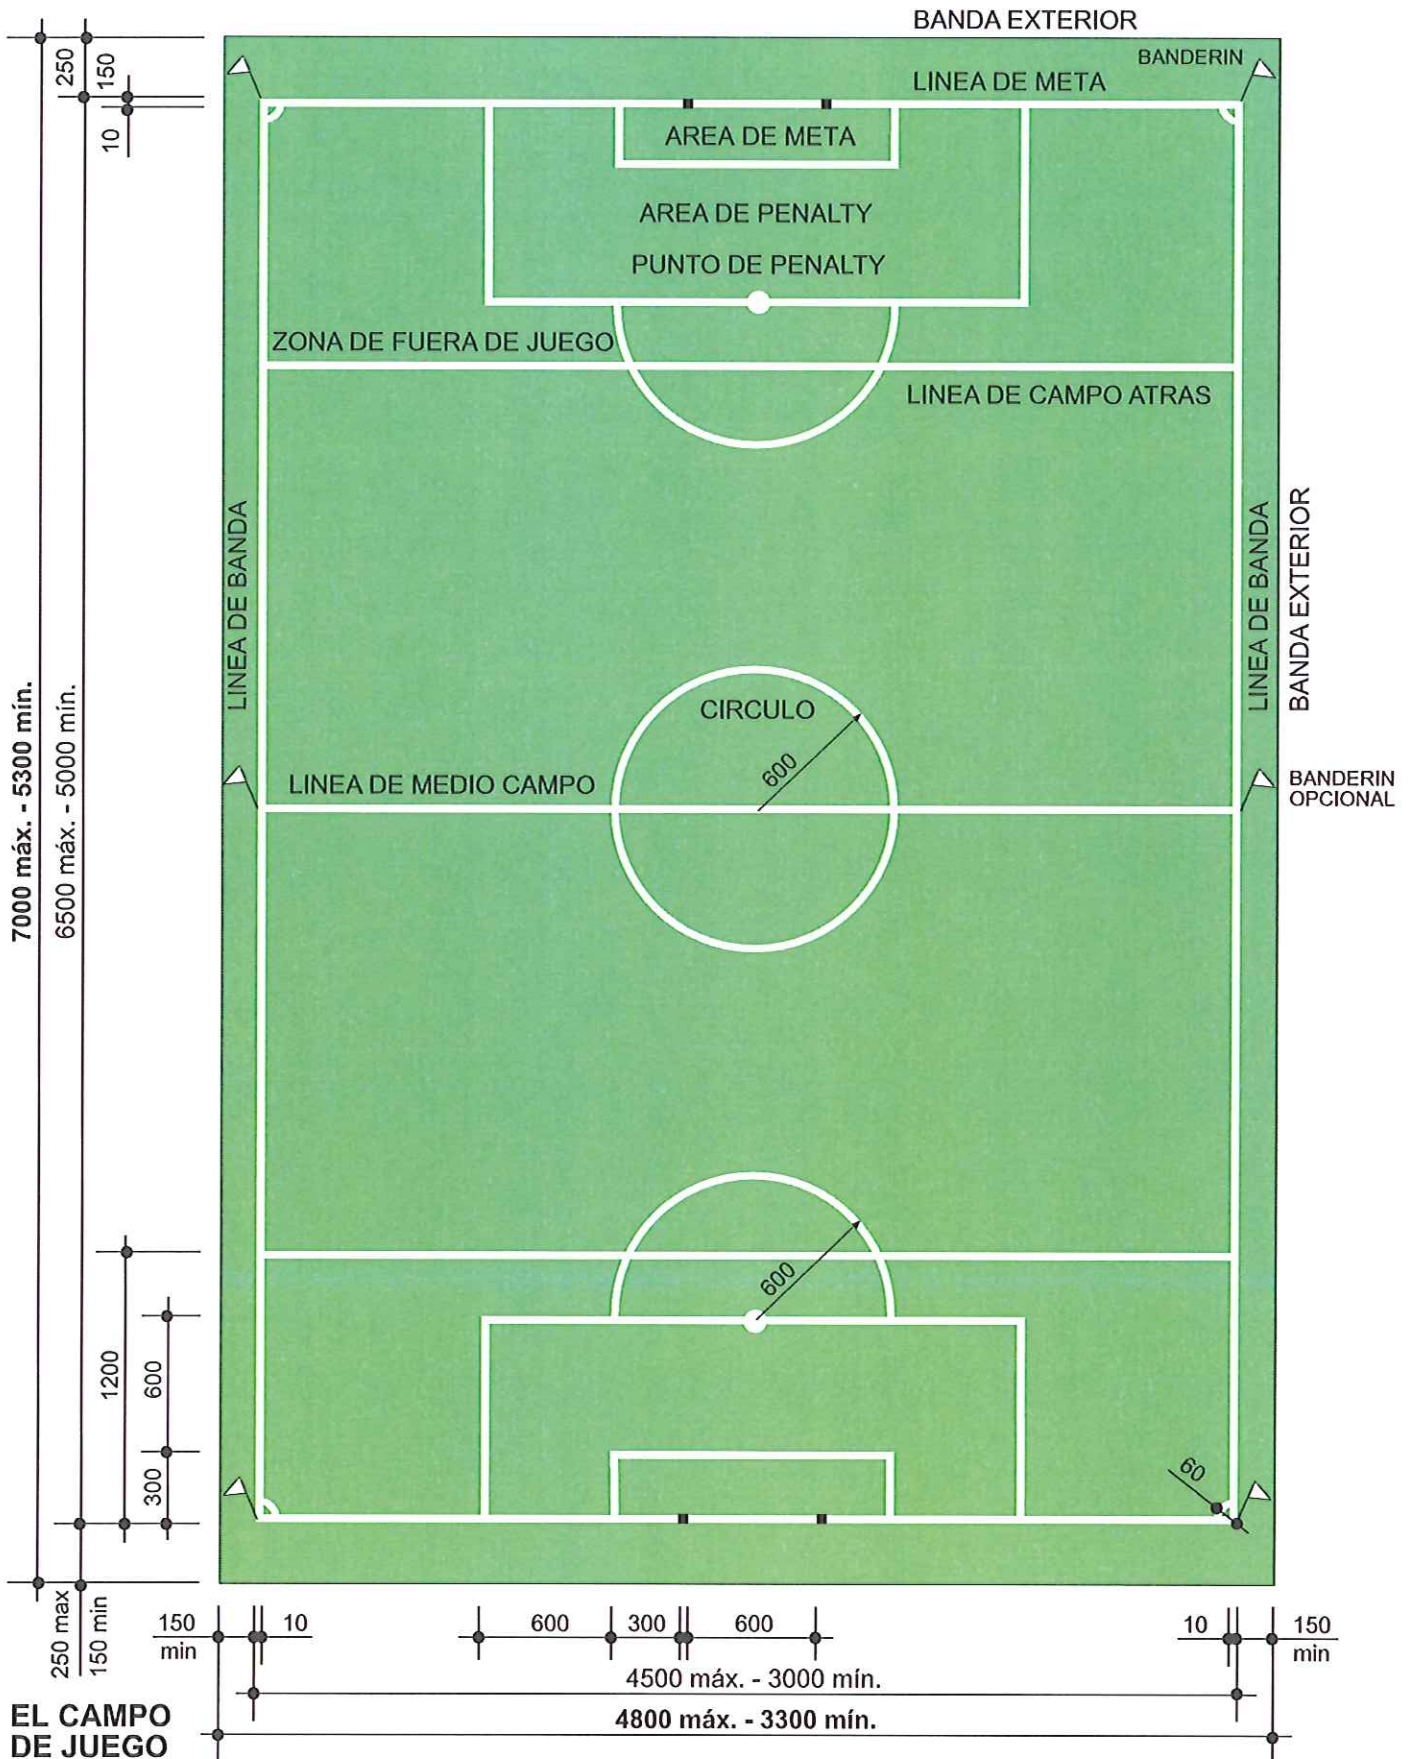 BANDA EXTERIOR
250
150
10
BANDERIN
LINEA DE META
AREA DE META
AREA DE PENALTY
PUNTO DE PENALTY
ZONA DE FUERA DE JUEGO
LINEA DE CAMPO ATRAS
LINEA DE BANDA
LINEA DE BANDA
BANDA EXTERIOR
7000 máx. - 5300 mín.
6500 máx. - 5000 mín.
CIRCULO
600
LINEA DE MEDIO CAMPO
BANDERIN
OPCIONAL
600
1200
600
300
60
250 max
150 min
150
min
10
600
300
600
10
150
min
4500 máx. - 3000 mín.
4800 máx. - 3300 mín.
EL CAMPO
DE JUEGO